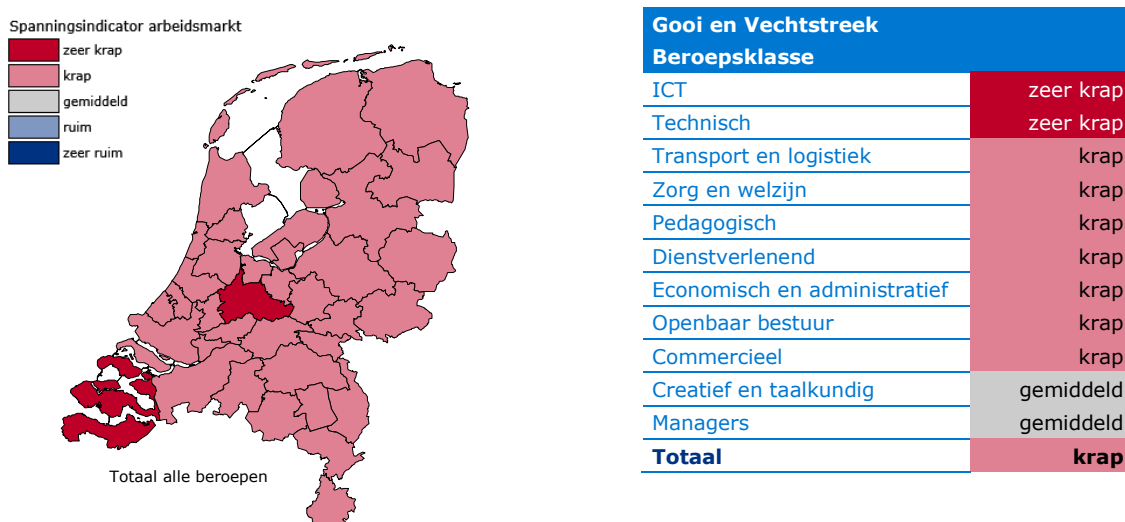 Spanningsindicator arbeidsmarkt
zeer krap
krap
gemiddeld
ruim
zeer ruim
Totaal alle beroepen
Gooi en Vechtstreek
Beroepsklasse
ICT zeer krap
Technisch zeer krap
Transport en logistiek krap
Zorg en welzijn krap
Pedagogisch krap
Dienstverlenend krap
Economisch en administratief krap
Openbaar bestuur krap
Commercieel krap
Creatief en taalkundig gemiddeld
Managers gemiddeld
Totaal krap